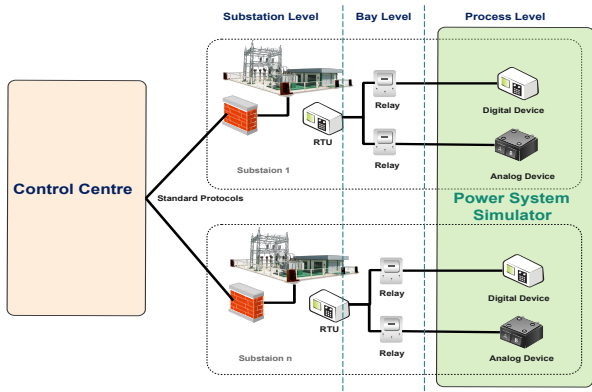 Substation Level
Bay Level
Process Level
Relay
Digital Device
RTU
Relay
Substaion 1
Analog Device
Control Centre
Standard Protocols
Power System
Simulator
Relay
Digital Device
RTU
Relay
Substaion n
Analog Device